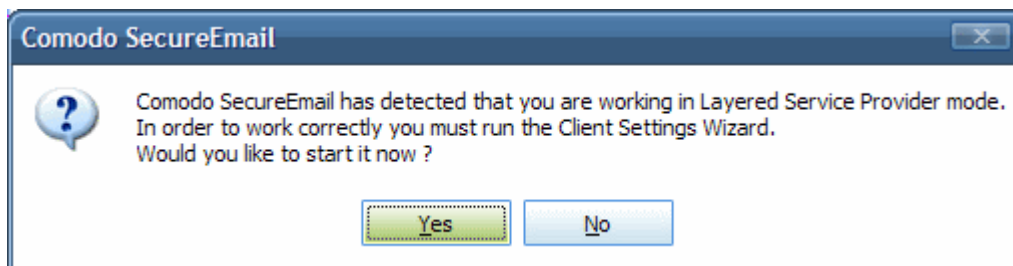 Comodo SecureEmail
Comodo SecureEmail has detected that you are working in Layered Service Provider mode.
In order to work correctly you must run the Client Settings Wizard.
Would you like to start it now ?
Yes No